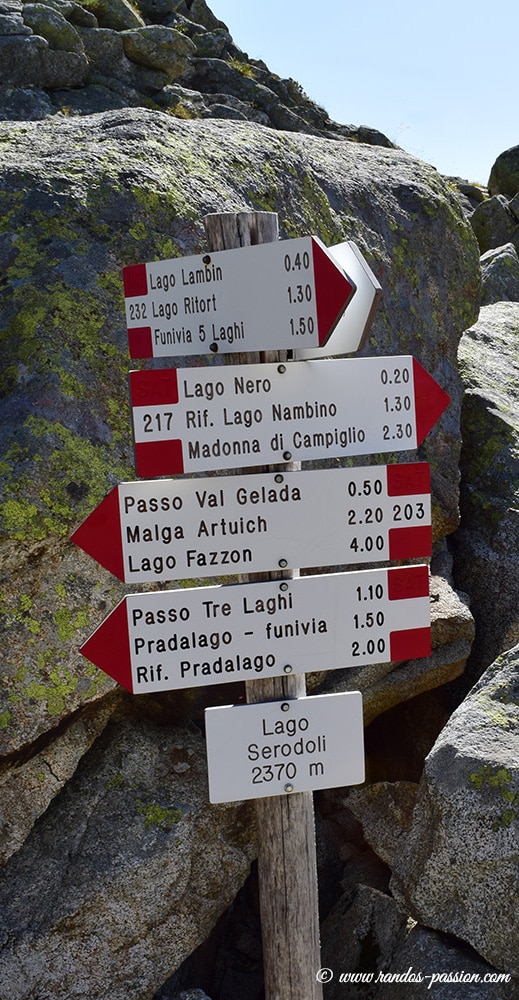 Lago Lambin 0.40
232 Lago Ritort 1.30
Funivia 5 Laghi 1.50
SAT Lago Nero 0.20
217 Rif. Lago Nambino 1.30
Madonna di Campiglio 2.30
Passo Val Gelada 0.50 SAT
Malga Artuich 2.20 203
Lago Fazzon 4.00
Passo Tre Laghi 1.10 SAT
Pradalago - funivia 1.50
Rif. Pradalago 2.00
Lago
Serodoli
2370 m
© www.randos-passion.com